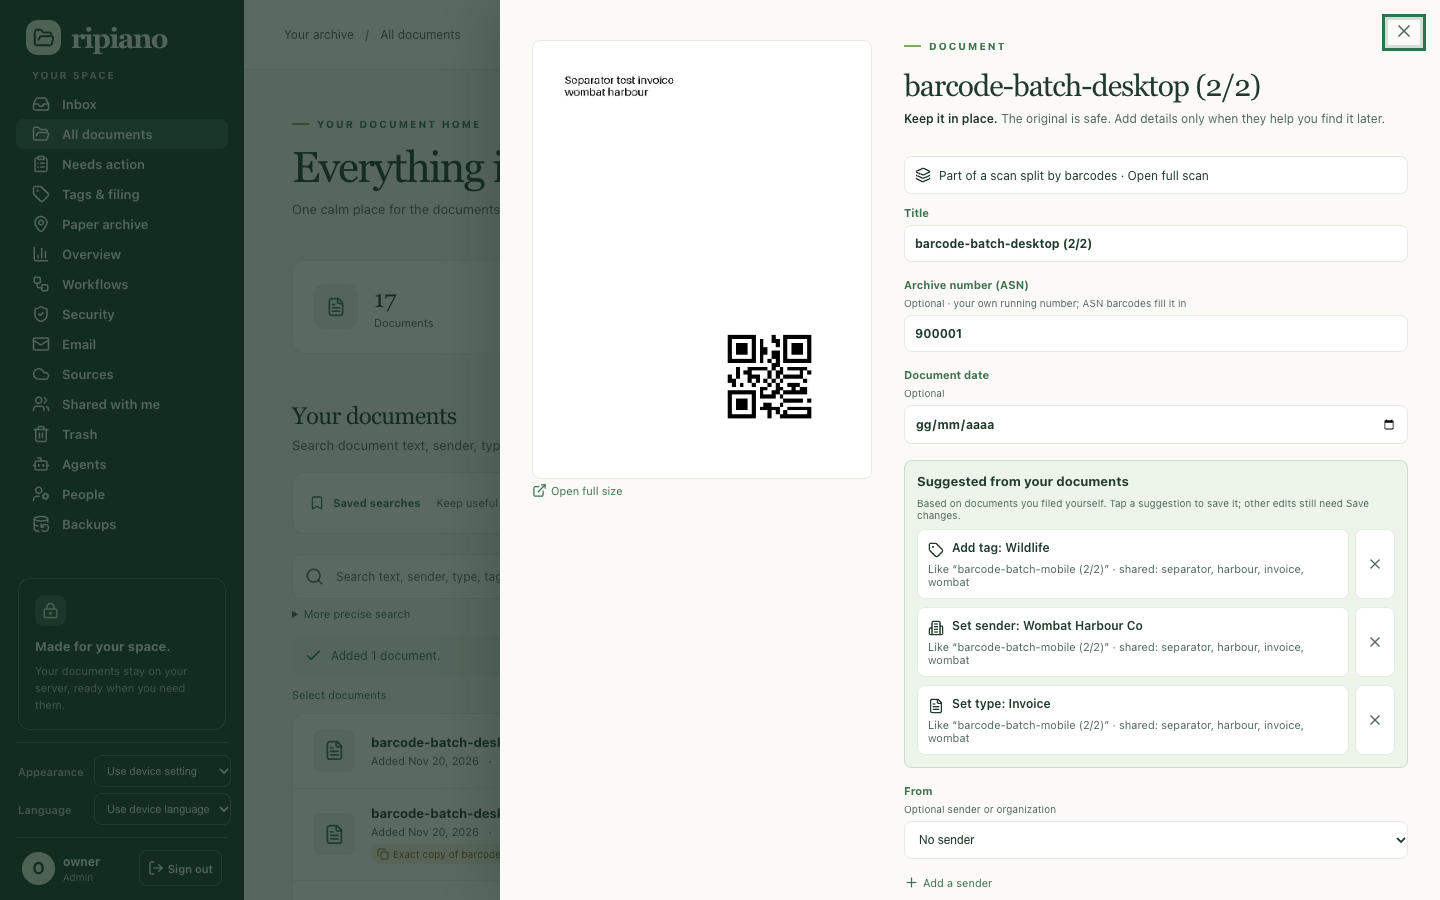 ripiano
YOUR SPACE
Inbox
All documents
Needs action
Tags & filing
Paper archive
Overview
Workflows
Security
Email
Sources
Shared with me
Trash
Agents
People
Backups
Made for your space.
Your documents stay on your
server, ready when you need
them.
Appearance
Use device setting
Language
Use device language
O
owner
Admin
Sign out
Your archive / All documents
YOUR DOCUMENT HOME
Everything i
One calm place for the documents
17
Documents
Your documents
Search document text, sender, typ
Saved searches Keep useful
Search text, sender, type, tag
More precise search
Added 1 document.
Select documents
barcode-batch-desk
Added Nov 20, 2026 ·
barcode-batch-desk
Added Nov 20, 2026 ·
Exact copy of barcode
Separator test invoice
wombat harbour
Open full size
DOCUMENT
barcode-batch-desktop (2/2)
Keep it in place. The original is safe. Add details only when they help you find it later.
Part of a scan split by barcodes · Open full scan
Title
barcode-batch-desktop (2/2)
Archive number (ASN)
Optional · your own running number; ASN barcodes fill it in
900001
Document date
Optional
gg/mm/aaaa
Suggested from your documents
Based on documents you filed yourself. Tap a suggestion to save it; other edits still need Save
changes.
Add tag: Wildlife
Like “barcode-batch-mobile (2/2)” · shared: separator, harbour, invoice,
wombat
Set sender: Wombat Harbour Co
Like “barcode-batch-mobile (2/2)” · shared: separator, harbour, invoice,
wombat
Set type: Invoice
Like “barcode-batch-mobile (2/2)” · shared: separator, harbour, invoice,
wombat
From
Optional sender or organization
No sender
Add a sender